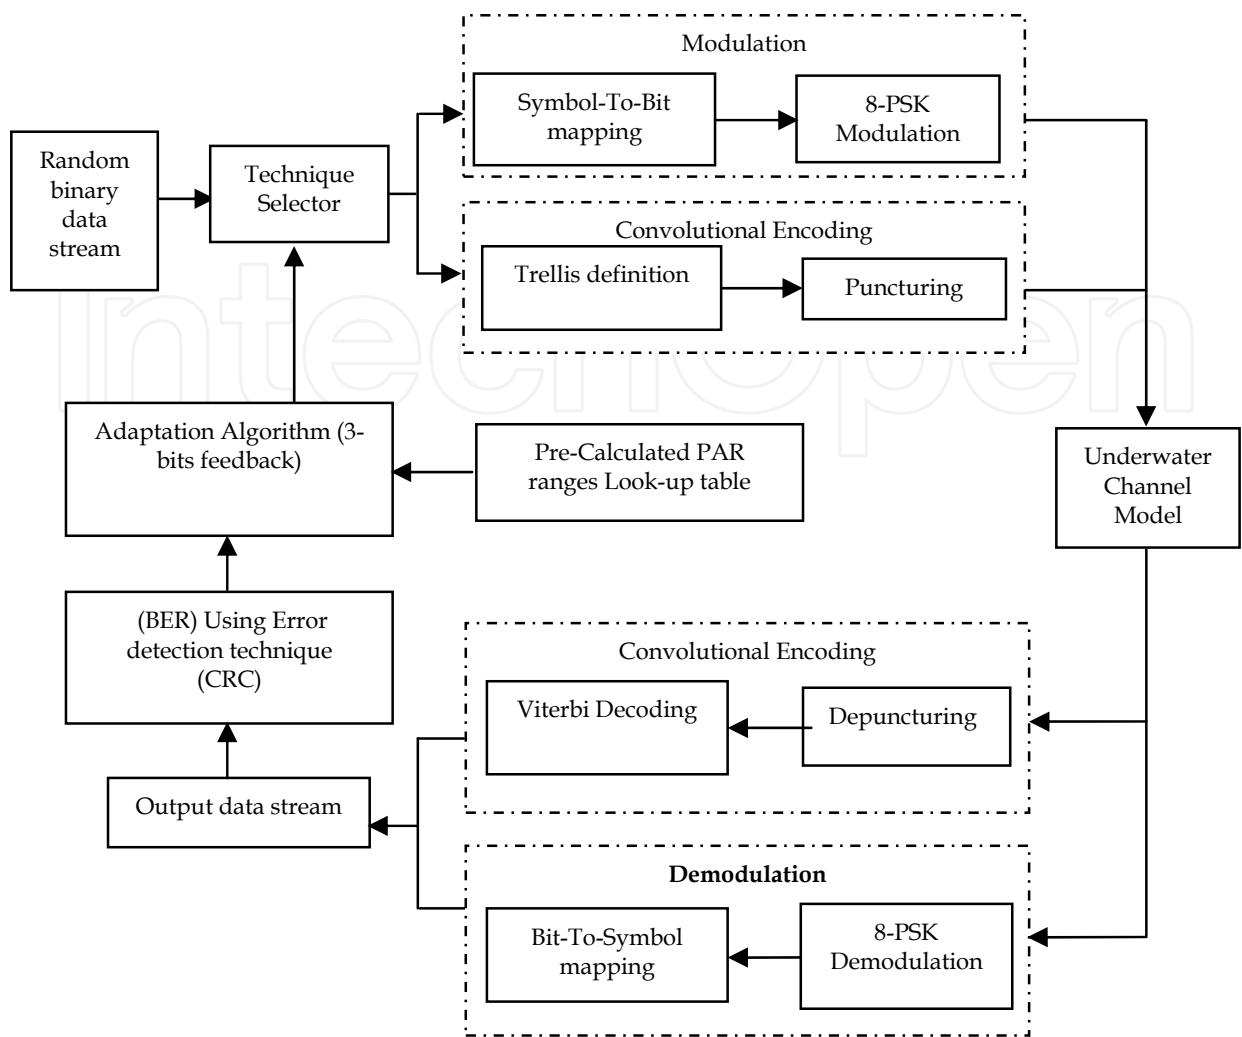 Modulation
Symbol-To-Bit
mapping
8-PSK
Modulation
Random
binary
data
stream
Technique
Selector
Convolutional Encoding
Trellis definition
Puncturing
IntechOpen
Adaptation Algorithm (3-
bits feedback)
Pre-Calculated PAR
ranges Look-up table
Underwater
Channel
Model
(BER) Using Error
detection technique
(CRC)
Convolutional Encoding
Viterbi Decoding
Depuncturing
Output data stream
Demodulation
Bit-To-Symbol
mapping
8-PSK
Demodulation